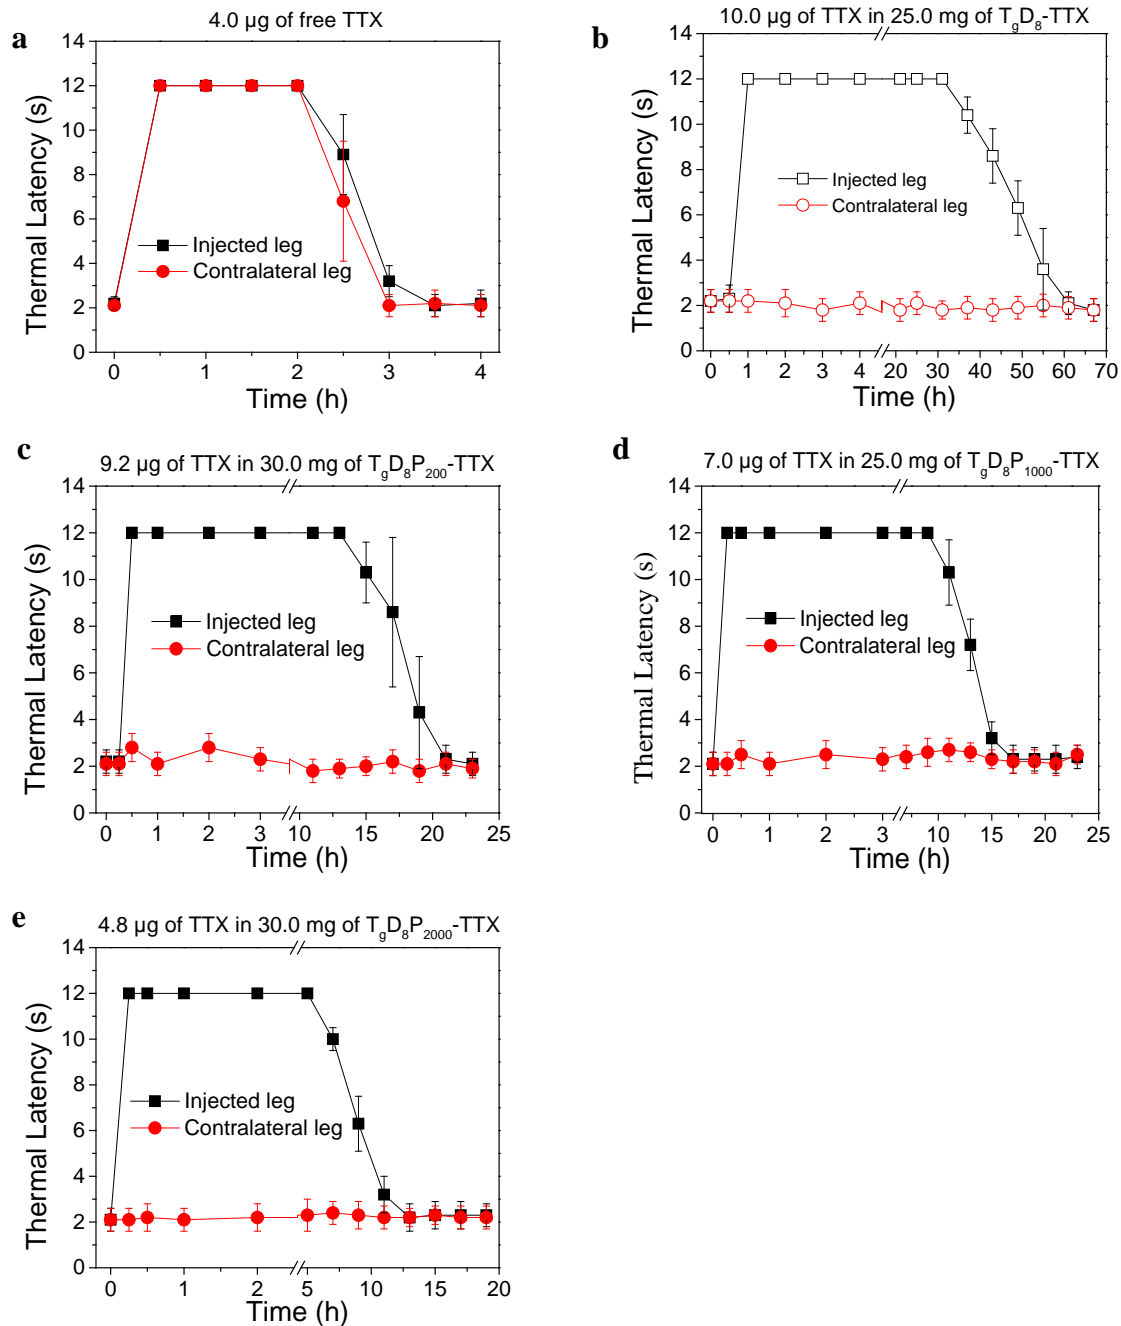 a
4.0 µg of free TTX
14
12
10
8
6
4
2
0
Thermal Latency (s)
Injected leg
Contralateral leg
0 1 2 3 4
Time (h)
b
10.0 µg of TTX in 25.0 mg of TgD8-TTX
14
12
10
8
6
4
2
0
Thermal Latency (s)
Injected leg
Contralateral leg
0 1 2 3 4 20 30 40 50 60 70
Time (h)
c
9.2 µg of TTX in 30.0 mg of TgD8P200-TTX
14
12
10
8
6
4
2
0
Thermal Latency (s)
Injected leg
Contralateral leg
0 1 2 3 10 15 20 25
Time (h)
d
7.0 µg of TTX in 25.0 mg of TgD8P1000-TTX
14
12
10
8
6
4
2
0
Thermal Latency (s)
Injected leg
Contralateral leg
0 1 2 3 10 15 20 25
Time (h)
e
4.8 µg of TTX in 30.0 mg of TgD8P2000-TTX
14
12
10
8
6
4
2
0
Thermal Latency (s)
Injected leg
Contralateral leg
0 1 2 5 10 15 20
Time (h)